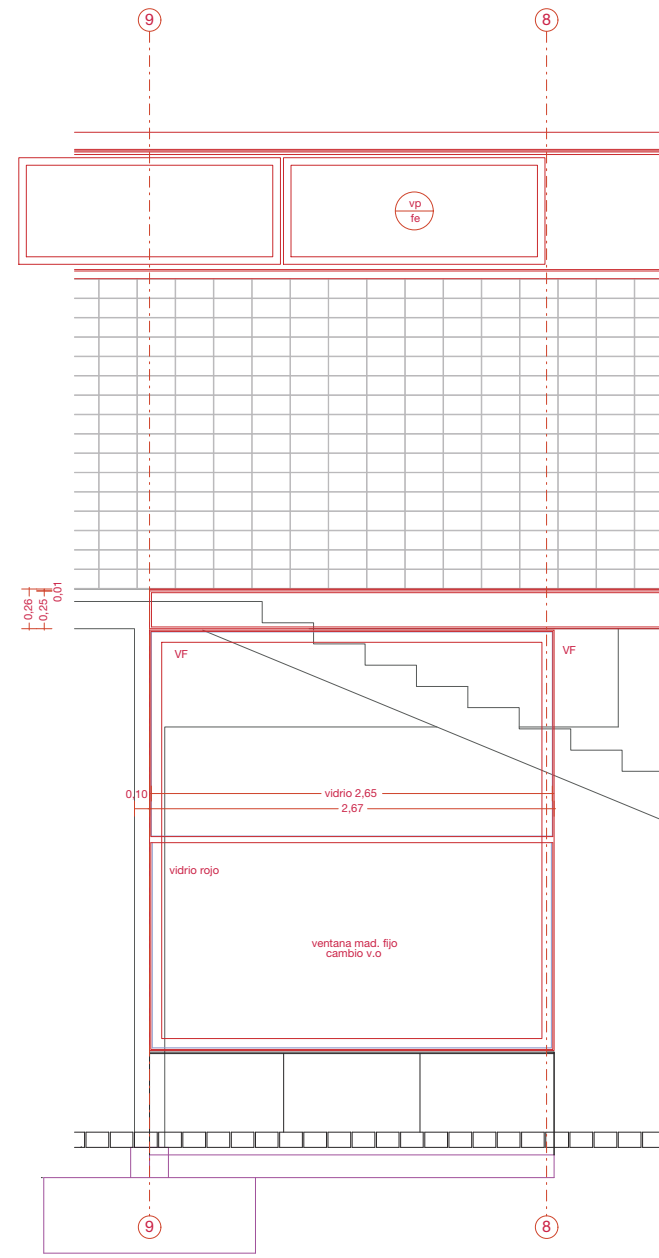 9
8
vp
fe
0,26
0,25
0,01
VF
VF
0,10
vidrio 2,65
2,67
vidrio rojo
ventana mad. fijo
cambio v.o
9
8